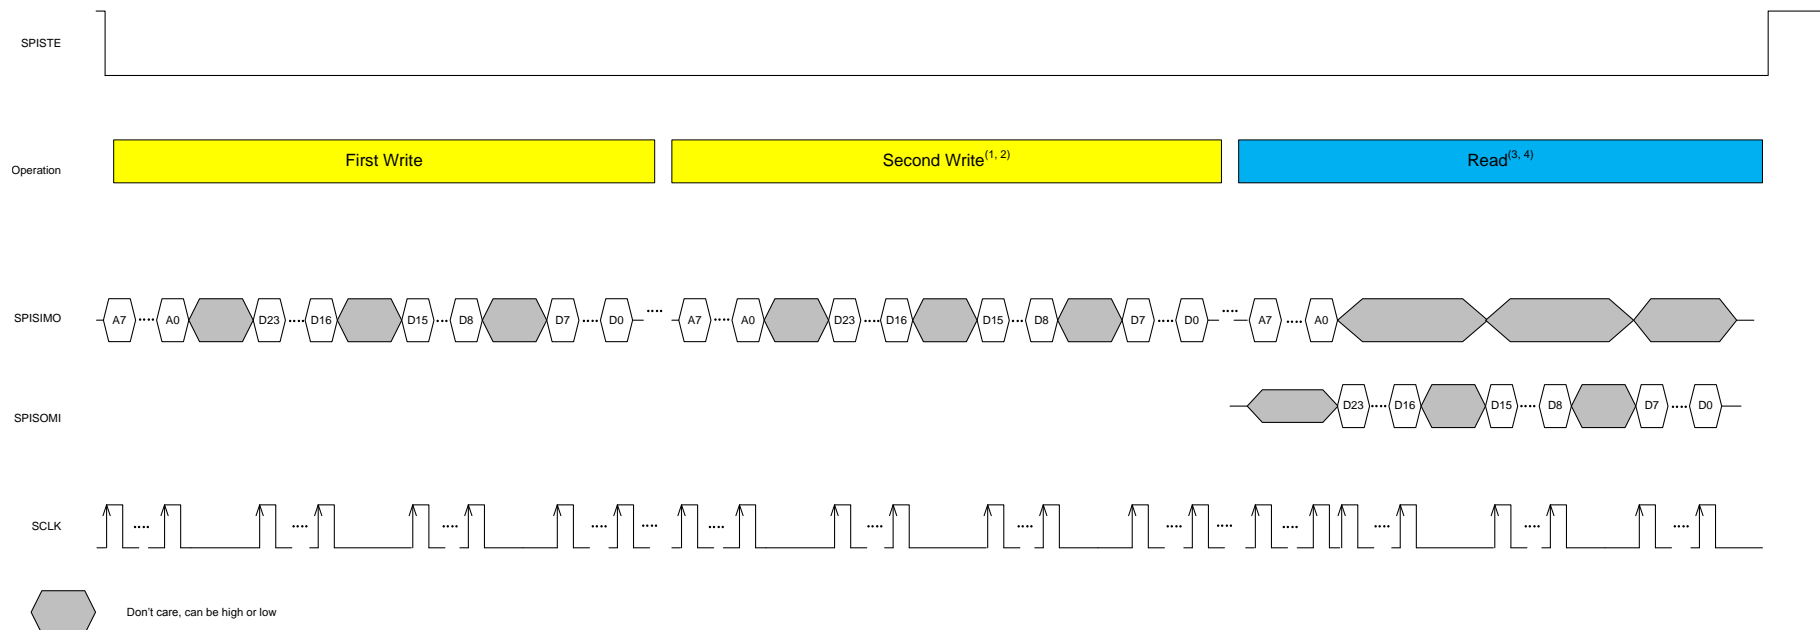 SPISTE
Operation First Write Second Write(1, 2) Read(3, 4)
SPISIMO A7 .... A0 D23 .... D16 D15 ... D8 D7 .... D0 .... A7 .... A0 D23 .... D16 D15 ... D8 D7 .... D0 .... A7 .... A0
SPISOMI D23 .... D16 D15 .... D8 D7 .... D0
SCLK .... .... .... .... .... .... .... .... .... .... .... .... .... ....
Don't care, can be high or low